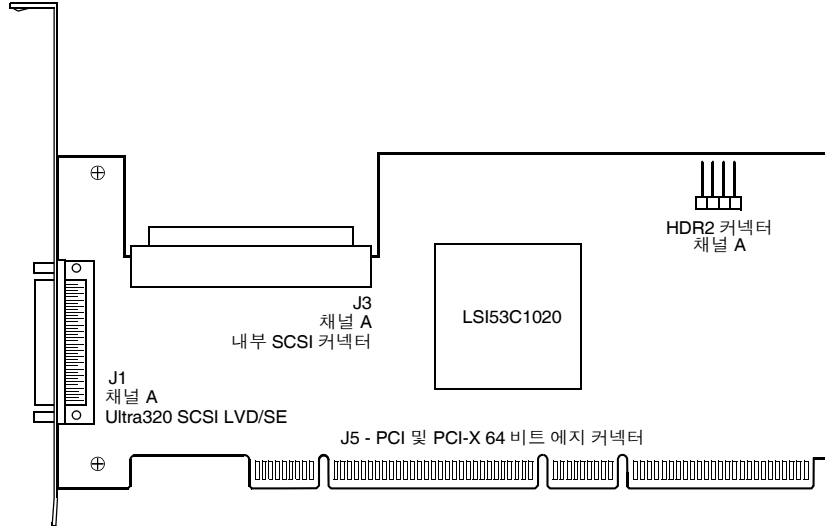 HDR2 커넥터
채널 A
LSI53C1020
J3
채널 A
내부 SCSI 커넥터
J1
채널 A
Ultra320 SCSI LVD/SE
J5 - PCI 및 PCI-X 64 비트 에지 커넥터